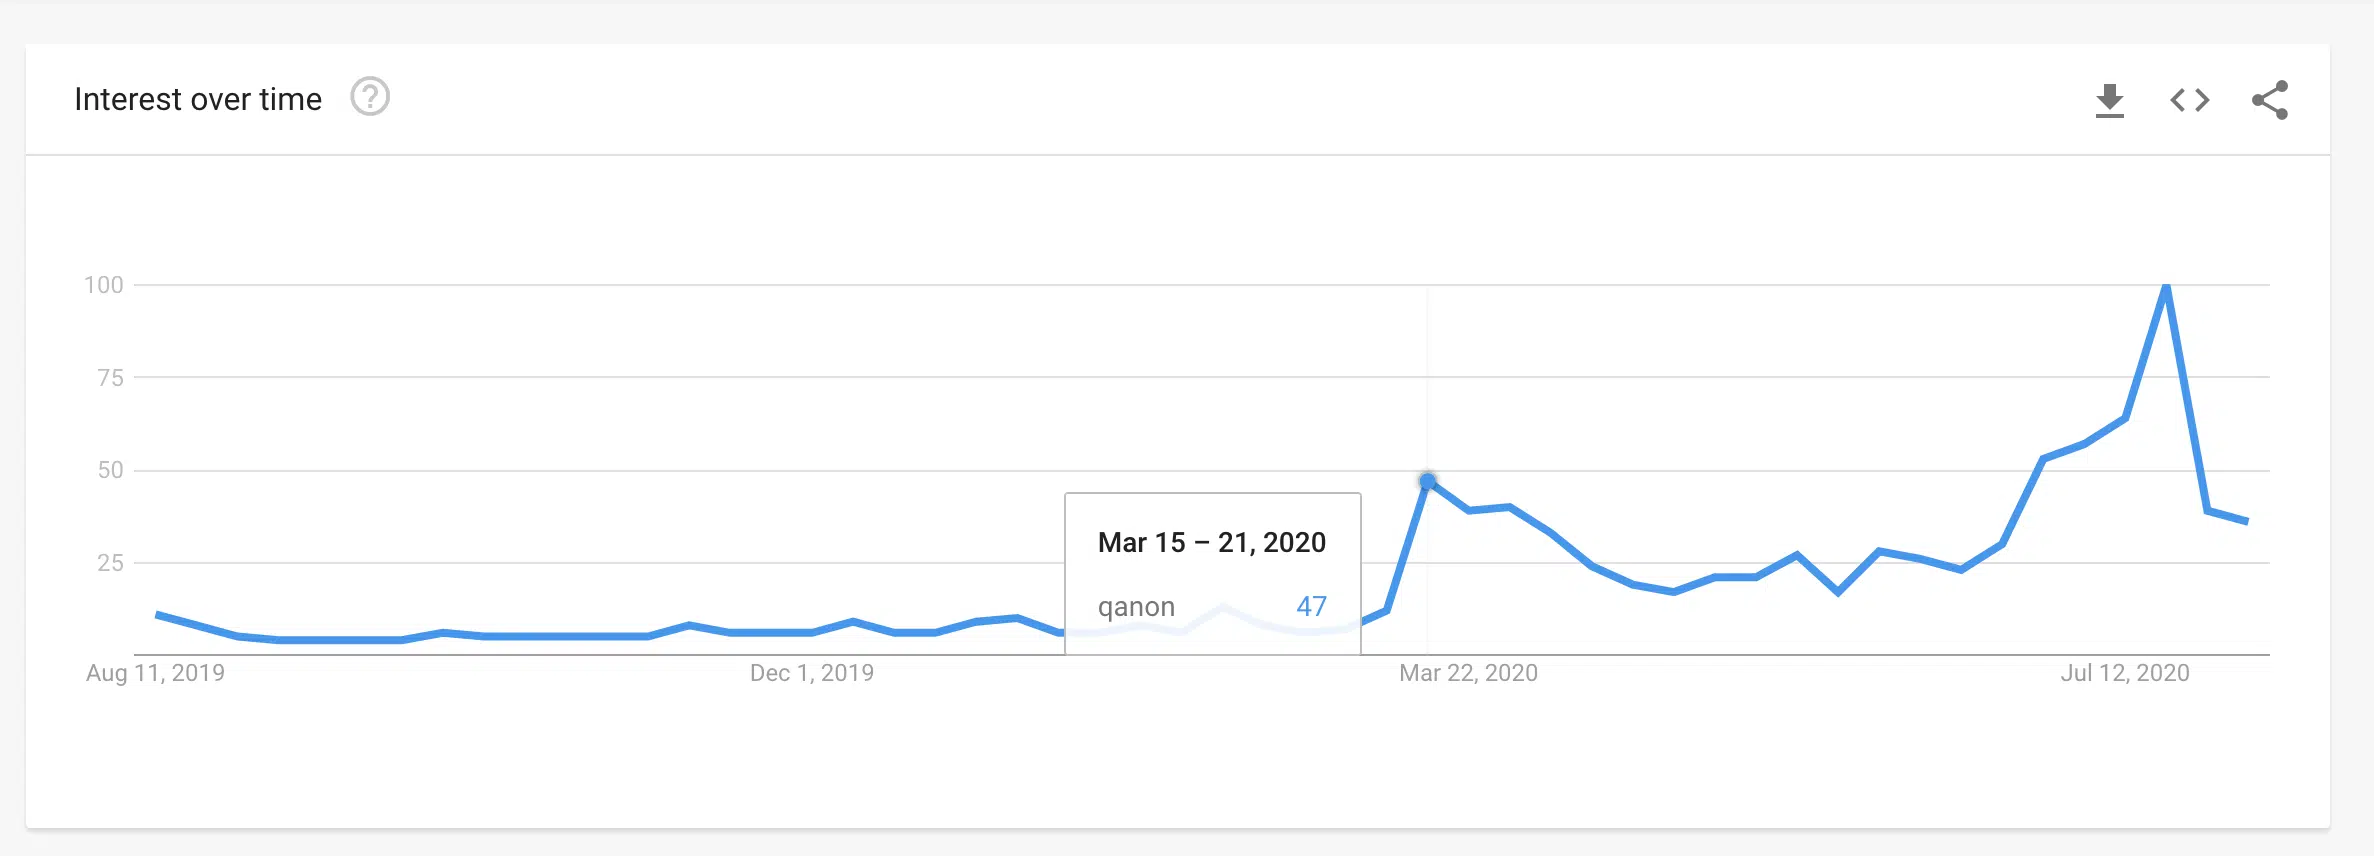 Interest over time ?
100
75
50
25
Mar 15 – 21, 2020
qanon 47
Aug 11, 2019 Dec 1, 2019 Mar 22, 2020 Jul 12, 2020